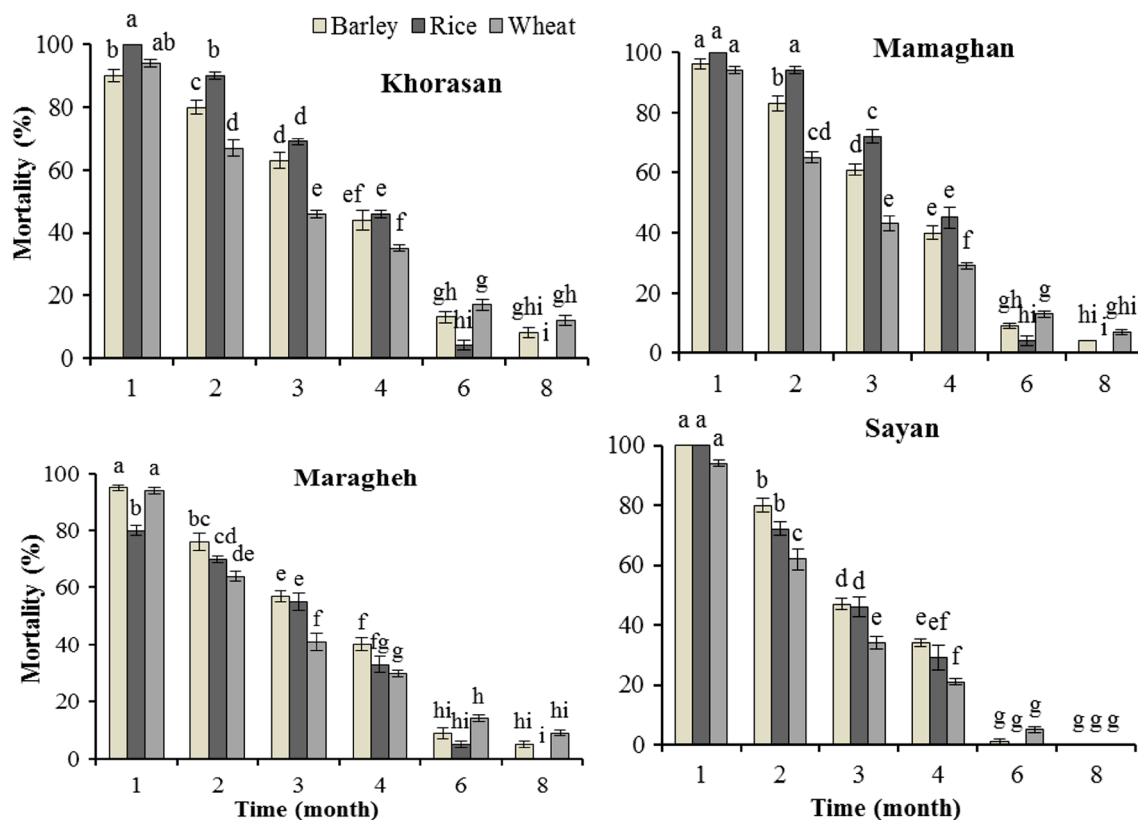 Barley Rice Wheat
Khorasan
Mortality (%)
100
80
60
40
20
0
b a ab
c b d
d d e
ef e f
gh hi g
ghi i gh
1 2 3 4 6 8
Mamaghan
100
80
60
40
20
0
a a a
b a cd
d c e
e e f
gh hi g
hi i ghi
1 2 3 4 6 8
Maragheh
Mortality (%)
100
80
60
40
20
0
a b a
bc cd de
e e f
f fg g
hi hi h
hi i hi
1 2 3 4 6 8
Time (month)
Sayan
100
80
60
40
20
0
a a a
b b c
d d e
e ef f
g g g
g g g
1 2 3 4 6 8
Time (month)